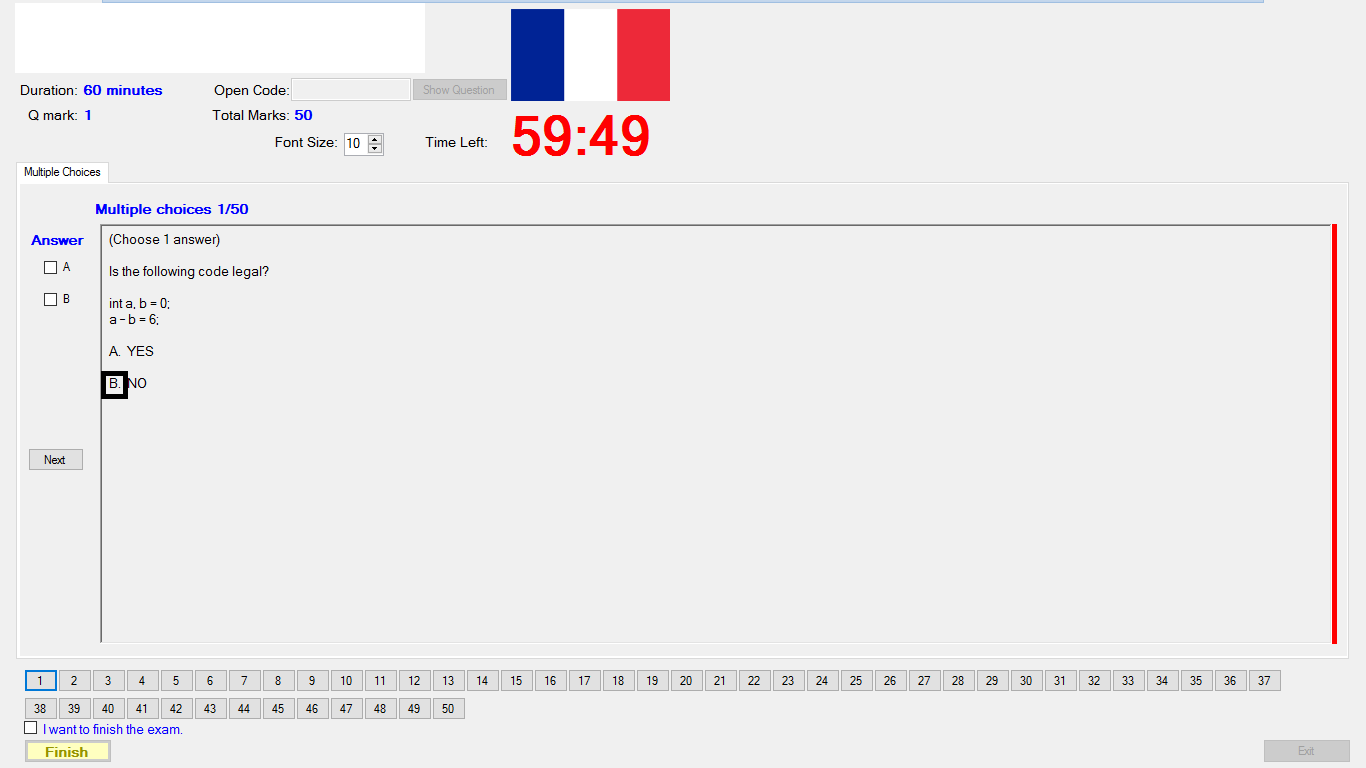 Duration: 60 minutes
Open Code:
Show Question
Q mark: 1
Total Marks: 50
Font Size: 10
Time Left: 59:49
Multiple Choices
Multiple choices 1/50
Answer
A
B
(Choose 1 answer)
Is the following code legal?
int a, b = 0;
a – b = 6;
A. YES
B. NO
Next
1 2 3 4 5 6 7 8 9 10 11 12 13 14 15 16 17 18 19 20 21 22 23 24 25 26 27 28 29 30 31 32 33 34 35 36 37
38 39 40 41 42 43 44 45 46 47 48 49 50
I want to finish the exam.
Finish
Exit